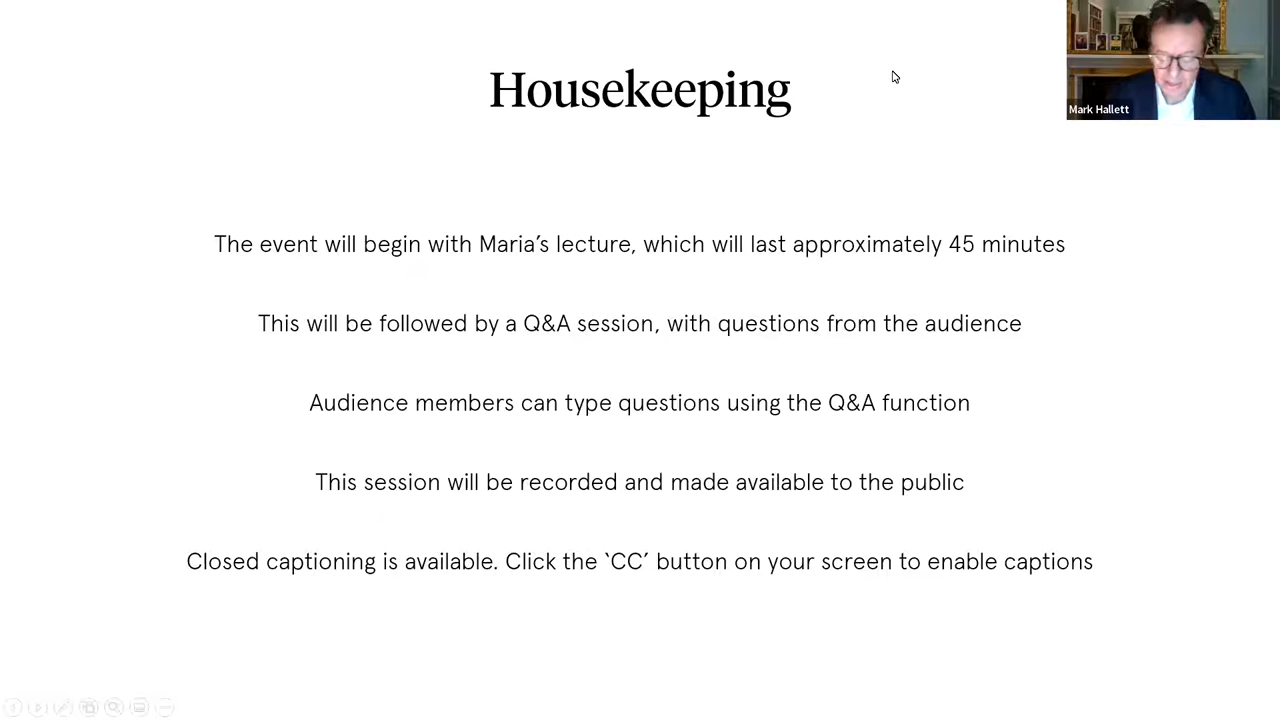 Housekeeping
Mark Hallett
The event will begin with Maria’s lecture, which will last approximately 45 minutes
This will be followed by a Q&A session, with questions from the audience
Audience members can type questions using the Q&A function
This session will be recorded and made available to the public
Closed captioning is available. Click the ‘CC’ button on your screen to enable captions